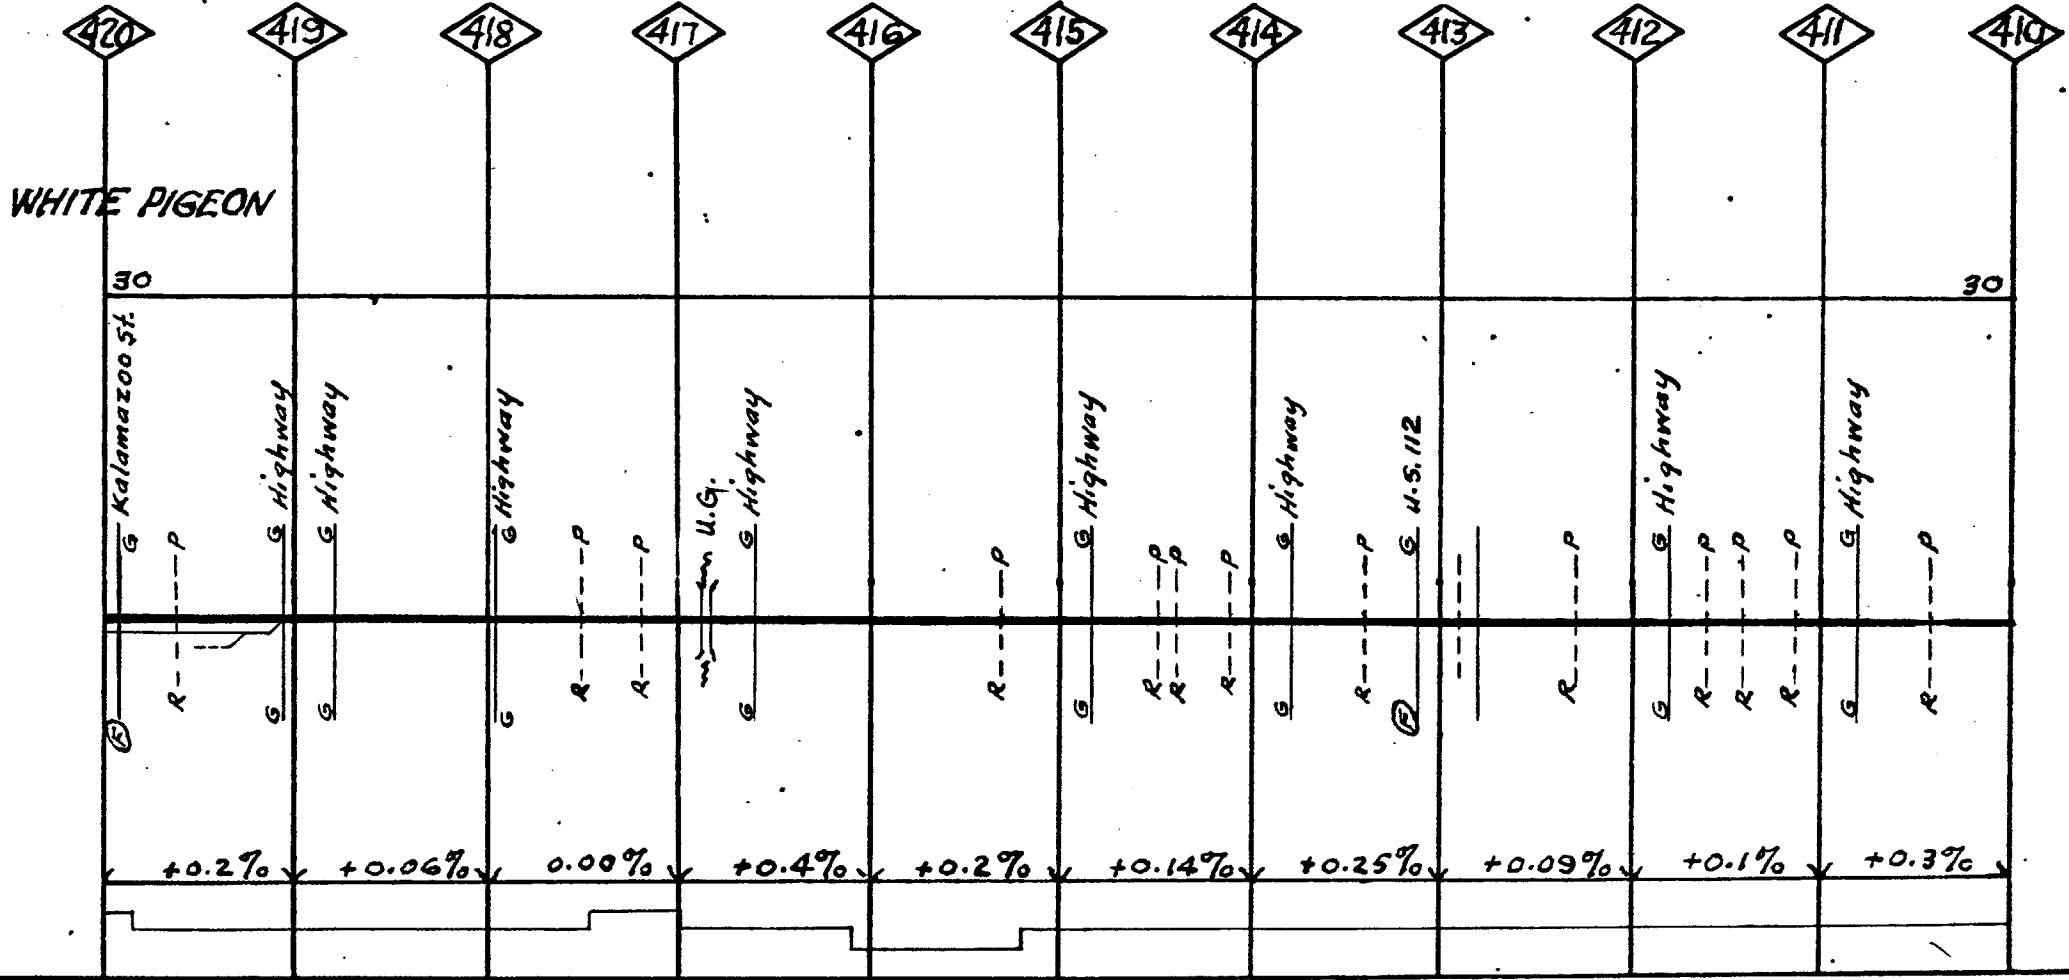 420 419 418 417 416 415 414 413 412 411 410
WHITE PIGEON
30 30
Kalamazoo St. Highway Highway Highway U.G. Highway Highway Highway U.S. 112 Highway Highway
G P G G G P P G P G P P P G P G P G P P P G P
R G G G R R G R G R R R G R R G R R R G R
F F
+0.2% +0.06% 0.00% +0.4% +0.2% +0.14% +0.25% +0.09% +0.1% +0.3%